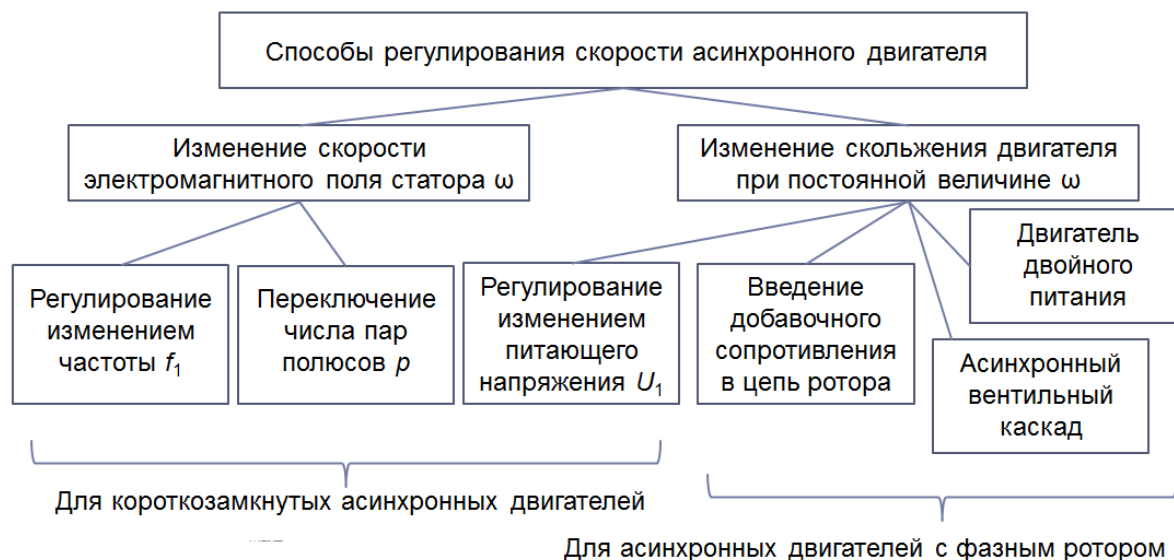 Способы регулирования скорости асинхронного двигателя
Изменение скорости
электромагнитного поля статора ω
Изменение скольжения двигателя
при постоянной величине ω
Регулирование
изменением
частоты f₁
Переключение
числа пар
полюсов p
Регулирование
изменением
питающего
напряжения U₁
Введение
добавочного
сопротивления
в цепь ротора
Двигатель
двойного
питания
Асинхронный
вентильный
каскад
Для короткозамкнутых асинхронных двигателей
Для асинхронных двигателей с фазным ротором